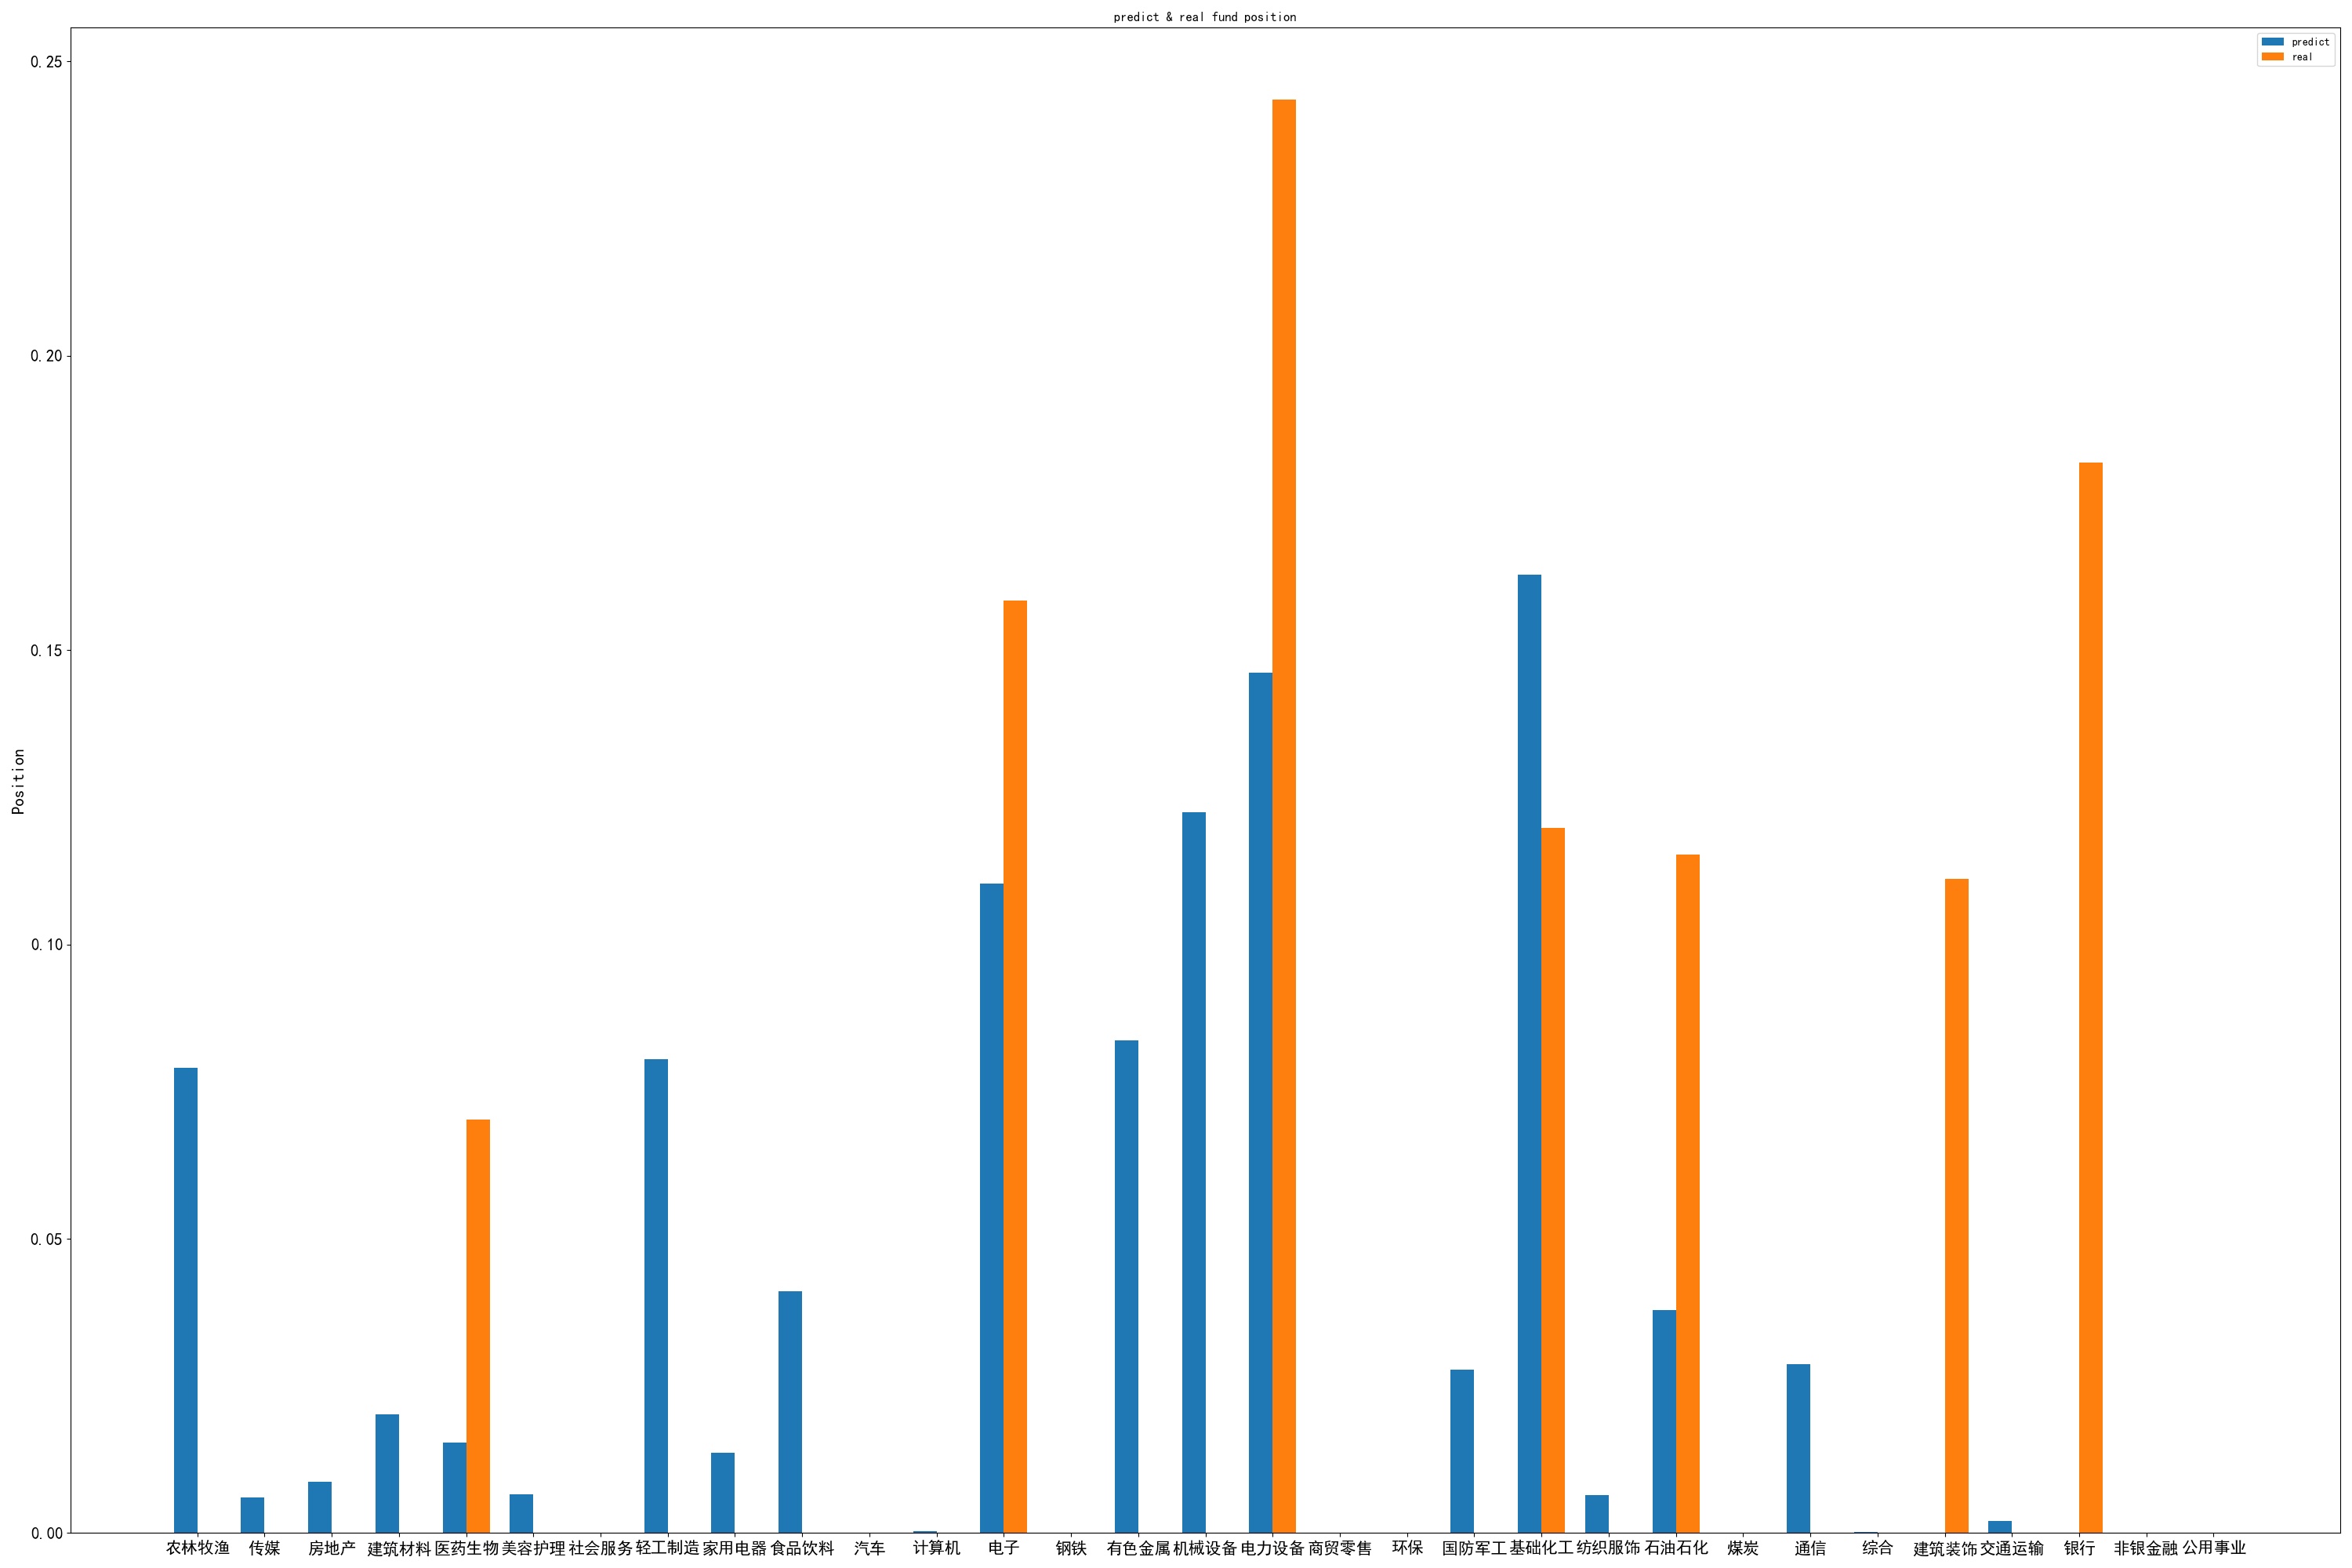 predict & real fund position
predict
real
0.25
0.20
0.15
0.10
0.05
0.00
Position
农林牧渔 传媒 房地产 建筑材料 医药生物 美容护理 社会服务 轻工制造 家用电器 食品饮料 汽车 计算机 电子 钢铁 有色金属 机械设备 电力设备 商贸零售 环保 国防军工 基础化工 纺织服饰 石油石化 煤炭 通信 综合 建筑装饰 交通运输 银行 非银金融 公用事业